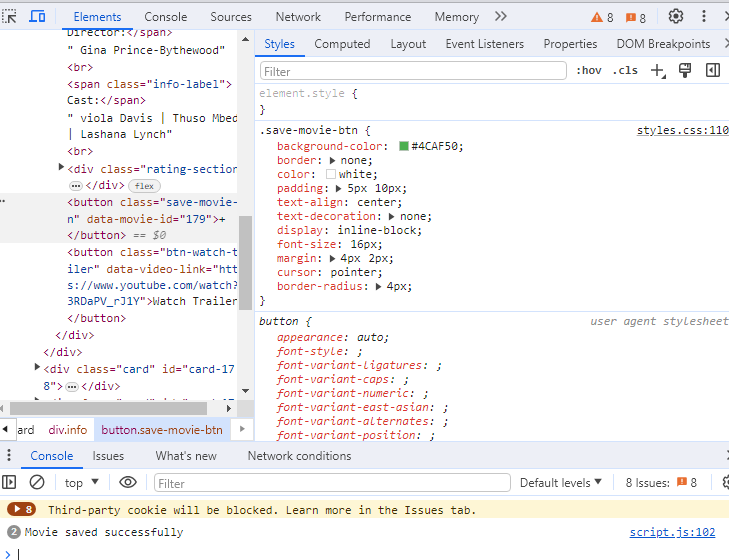 Elements Console Sources Network Performance Memory 8 8
Director:</span>
" Gina Prince-Bythewood"
<br>
<span class="info-label">
Cast:</span>
" viola Davis | Thuso Mbed
| Lashana Lynch"
<br>
<div class="rating-section
</div> flex
<button class="save-movie-
n" data-movie-id="179">+
</button> == $0
<button class="btn-watch-t
iler" data-video-link="htt
s://www.youtube.com/watch?
3RDaPV_rJ1Y">Watch Trailer
</button>
</div>
</div>
<div class="card" id="card-17
8"> </div>
ard div.info button.save-movie-btn
Styles Computed Layout Event Listeners Properties DOM Breakpoints
Filter :hov .cls
element.style {
}
.save-movie-btn { styles.css:110
background-color: #4CAF50;
border: none;
color: white;
padding: 5px 10px;
text-align: center;
text-decoration: none;
display: inline-block;
font-size: 16px;
margin: 4px 2px;
cursor: pointer;
border-radius: 4px;
}
button { user agent stylesheet
appearance: auto;
font-style: ;
font-variant-ligatures: ;
font-variant-caps: ;
font-variant-numeric: ;
font-variant-east-asian: ;
font-variant-alternates: ;
font-variant-position: ;
Console Issues What's new Network conditions
top Filter Default levels 8 Issues: 8
8 Third-party cookie will be blocked. Learn more in the Issues tab.
2 Movie saved successfully script.js:102